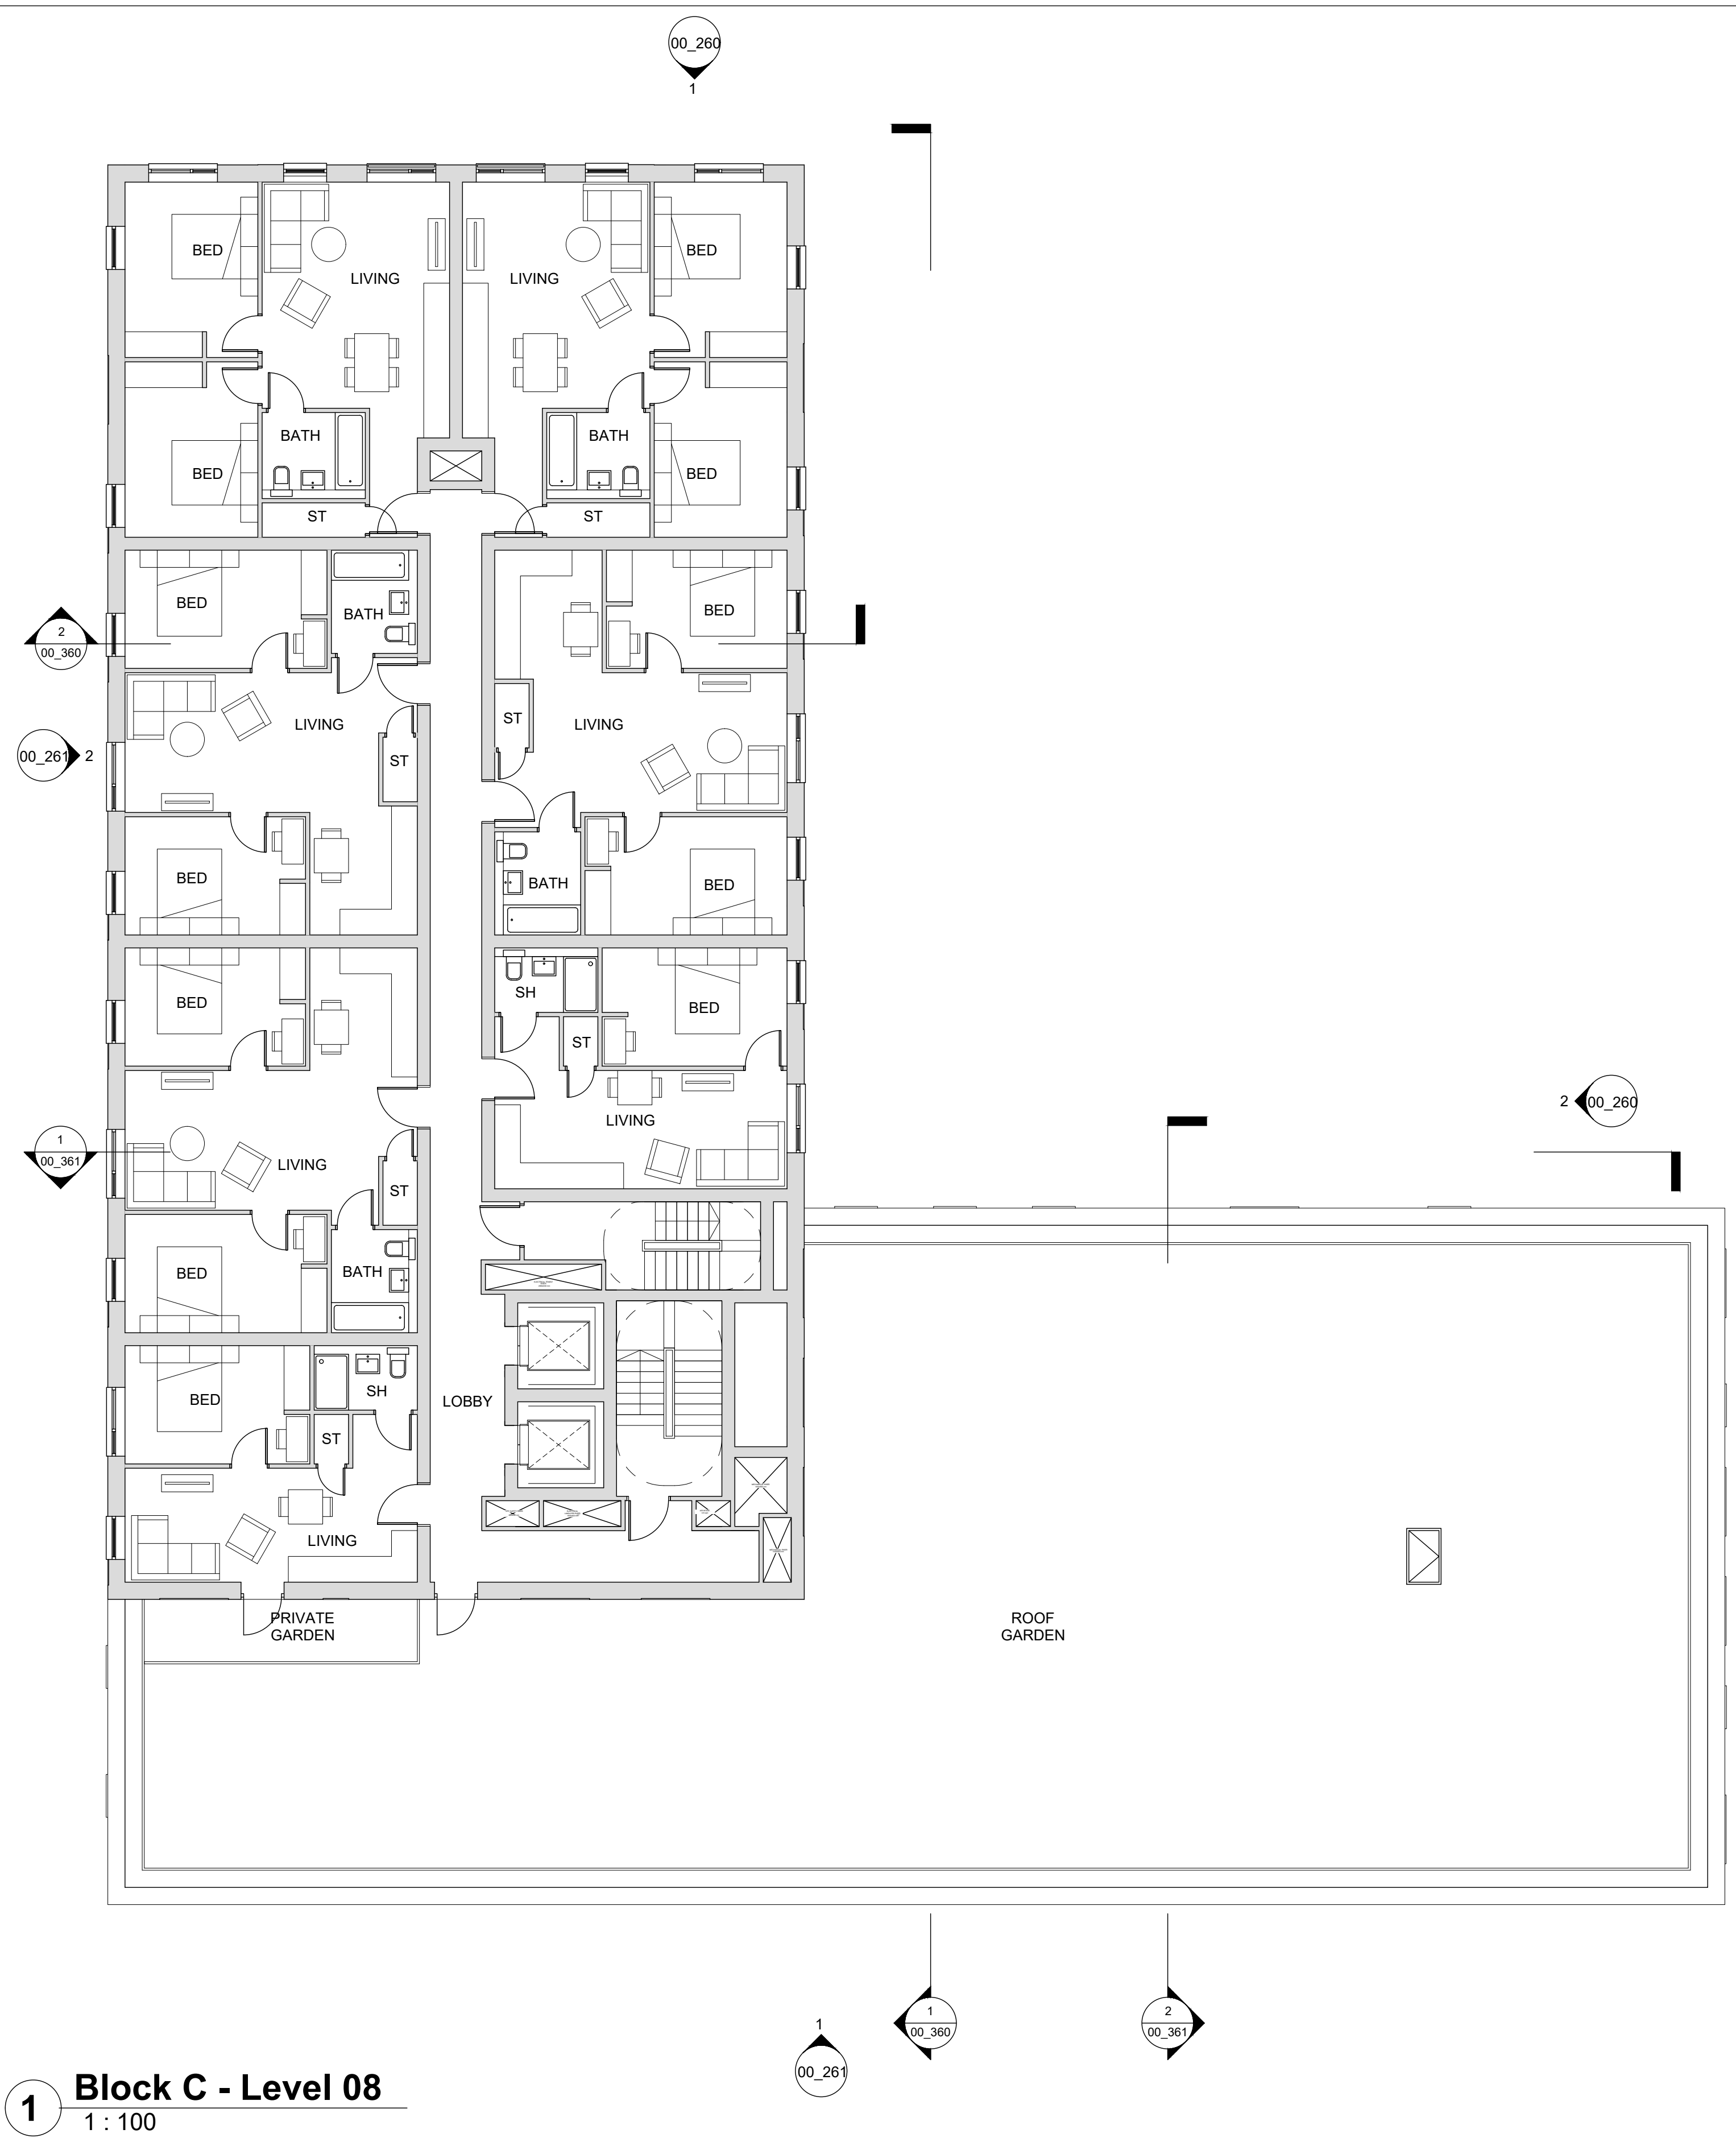 00_260
1
BED
LIVING
LIVING
BED
BATH
BATH
BED
BED
ST
ST
BED
BATH
BED
2
00_360
LIVING
ST
LIVING
00_261
2
ST
BED
BATH
BED
BED
SH
BED
ST
2
00_260
LIVING
1
00_361
LIVING
ST
BED
BATH
BED
SH
LOBBY
ST
LIVING
PRIVATE
GARDEN
ROOF
GARDEN
1
00_360
2
00_361
1
00_261
1
Block C - Level 08
1 : 100